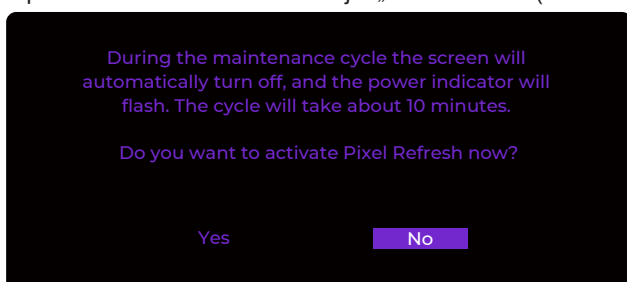 During the maintenance cycle the screen will
automatically turn off, and the power indicator will
flash. The cycle will take about 10 minutes.
Do you want to activate Pixel Refresh now?
Yes No